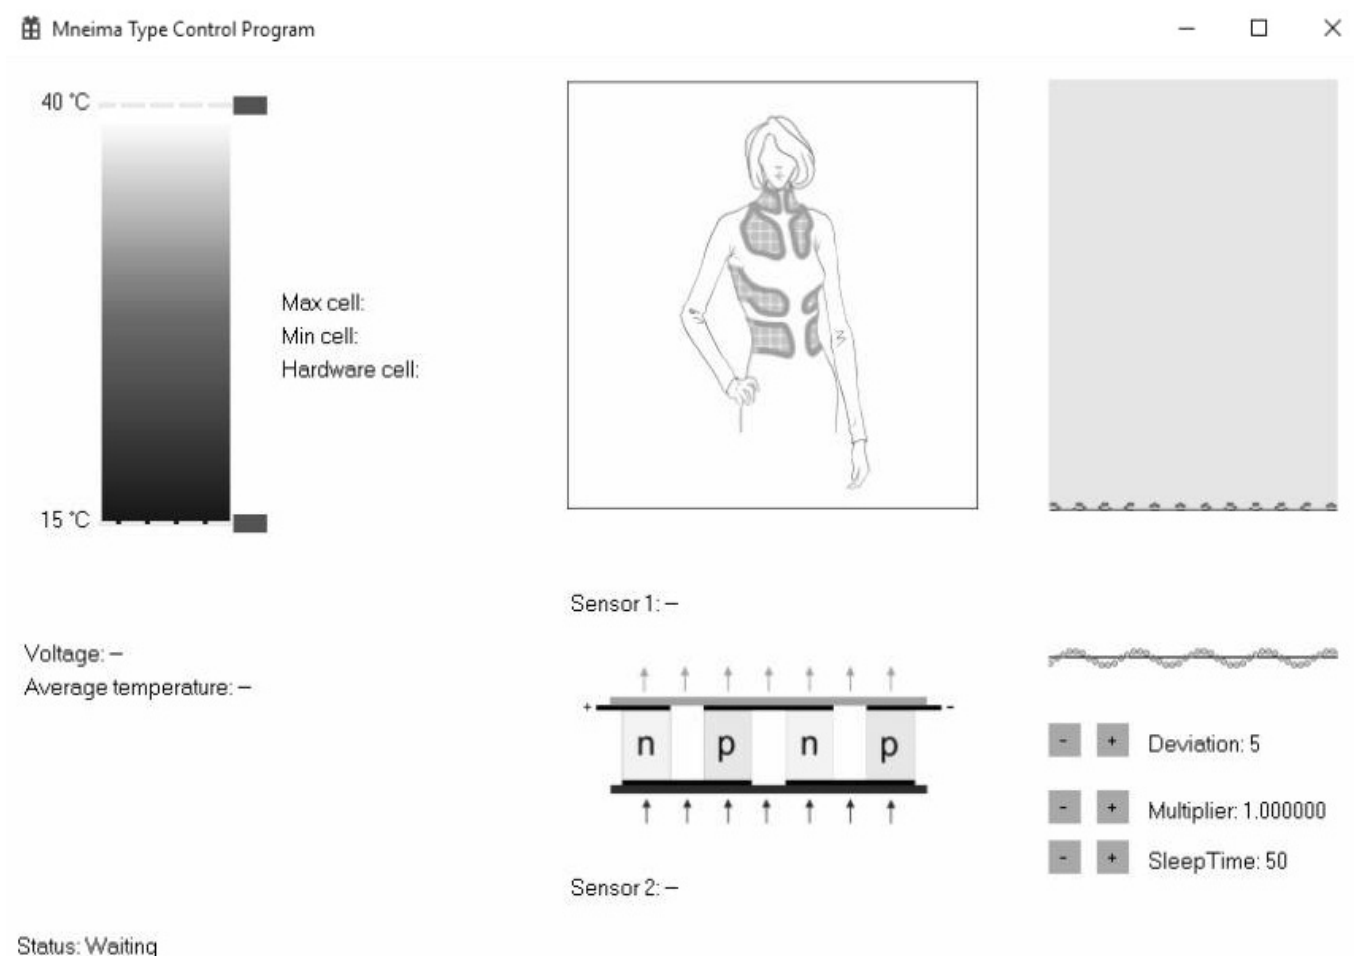 Mneima Type Control Program
40 °C
15 °C
Max cell:
Min cell:
Hardware cell:
Voltage: –
Average temperature: –
Sensor 1: –
+ -
n p n p
Sensor 2: –
- + Deviation: 5
- + Multiplier: 1.000000
- + SleepTime: 50
Status: Waiting